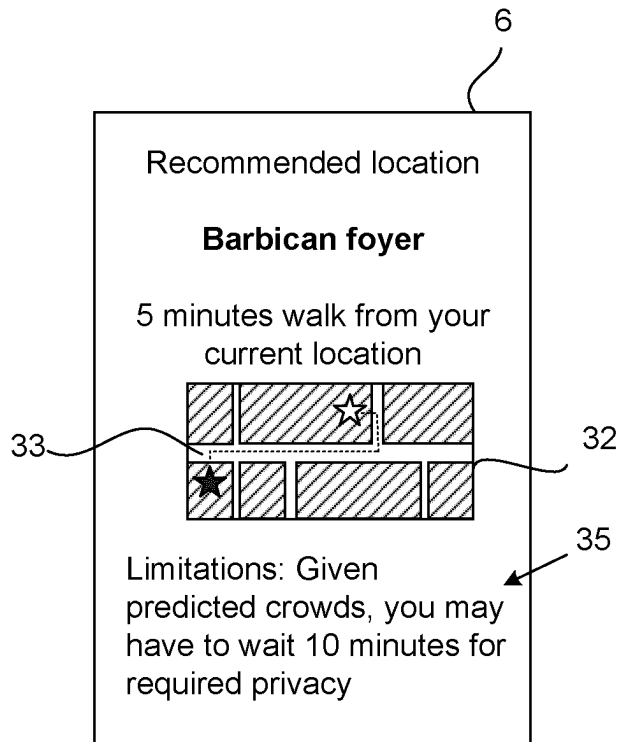 6
Recommended location
Barbican foyer
5 minutes walk from your
current location
33
32
35
Limitations: Given
predicted crowds, you may
have to wait 10 minutes for
required privacy